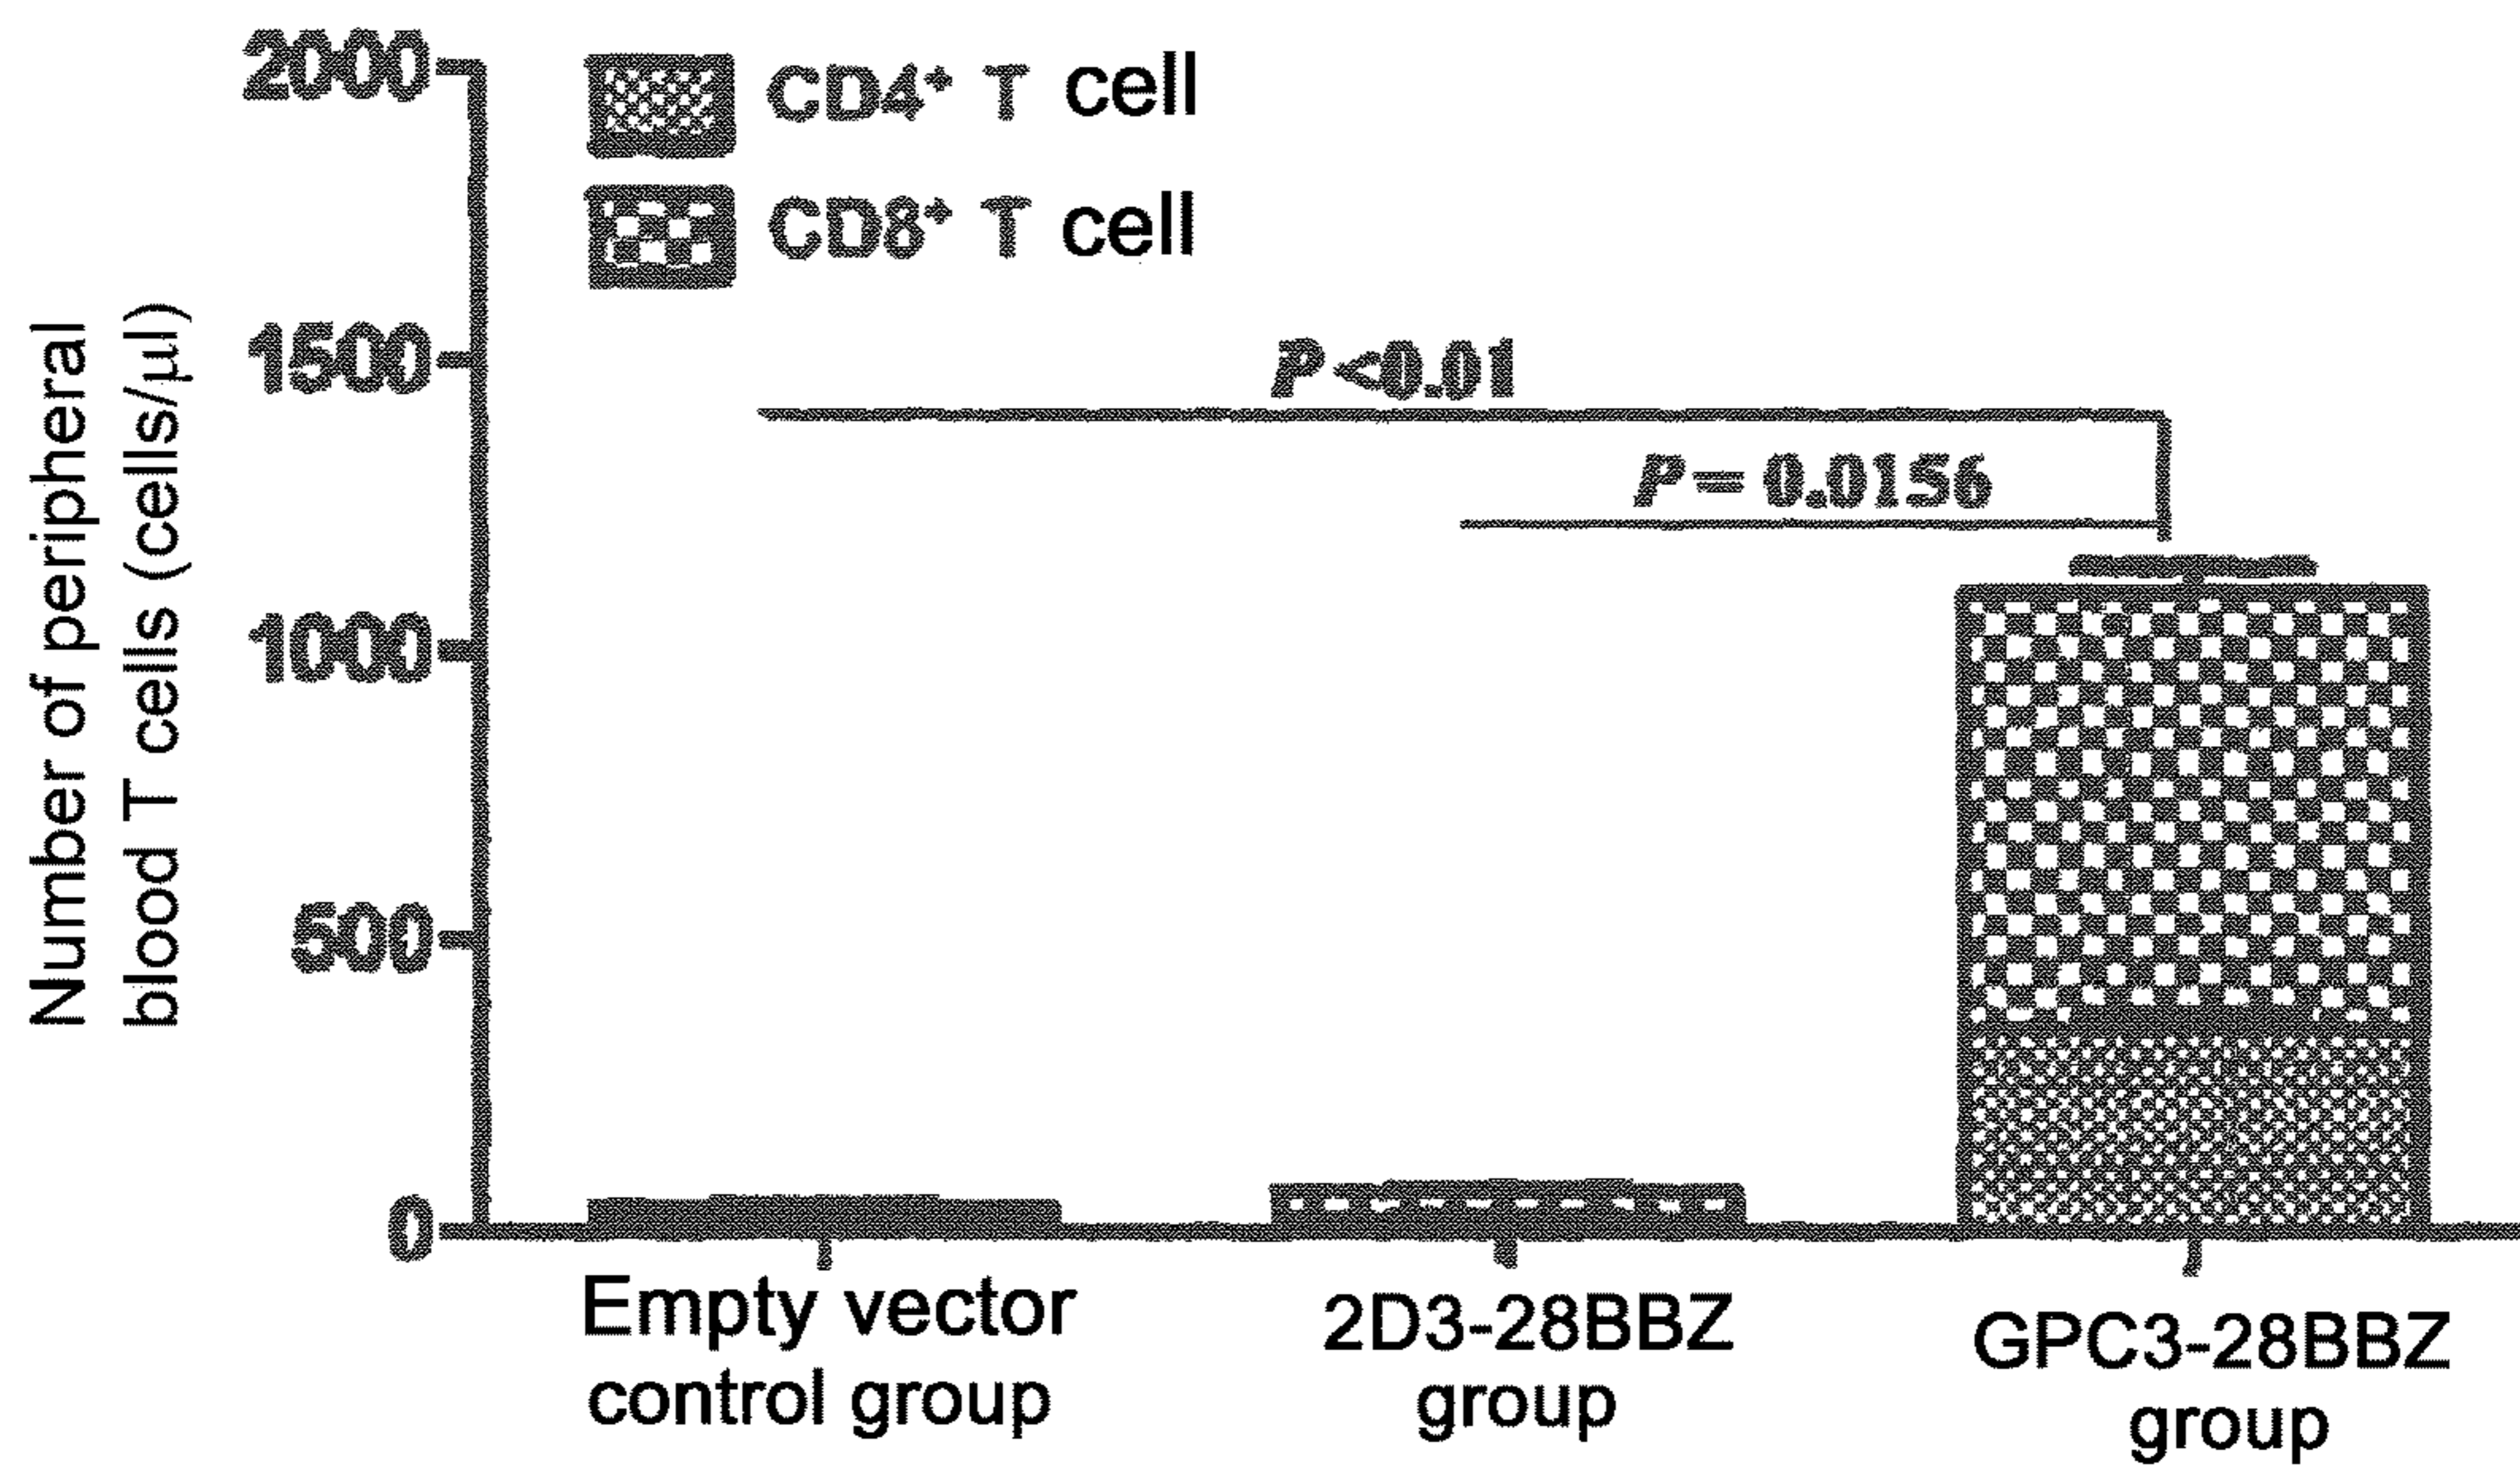 Number of peripheral
blood T cells (cells/μl)
2000
1500
1000
500
0
CD4⁺ T cell
CD8⁺ T cell
P<0.01
P = 0.0156
Empty vector
control group
2D3-28BBZ
group
GPC3-28BBZ
group